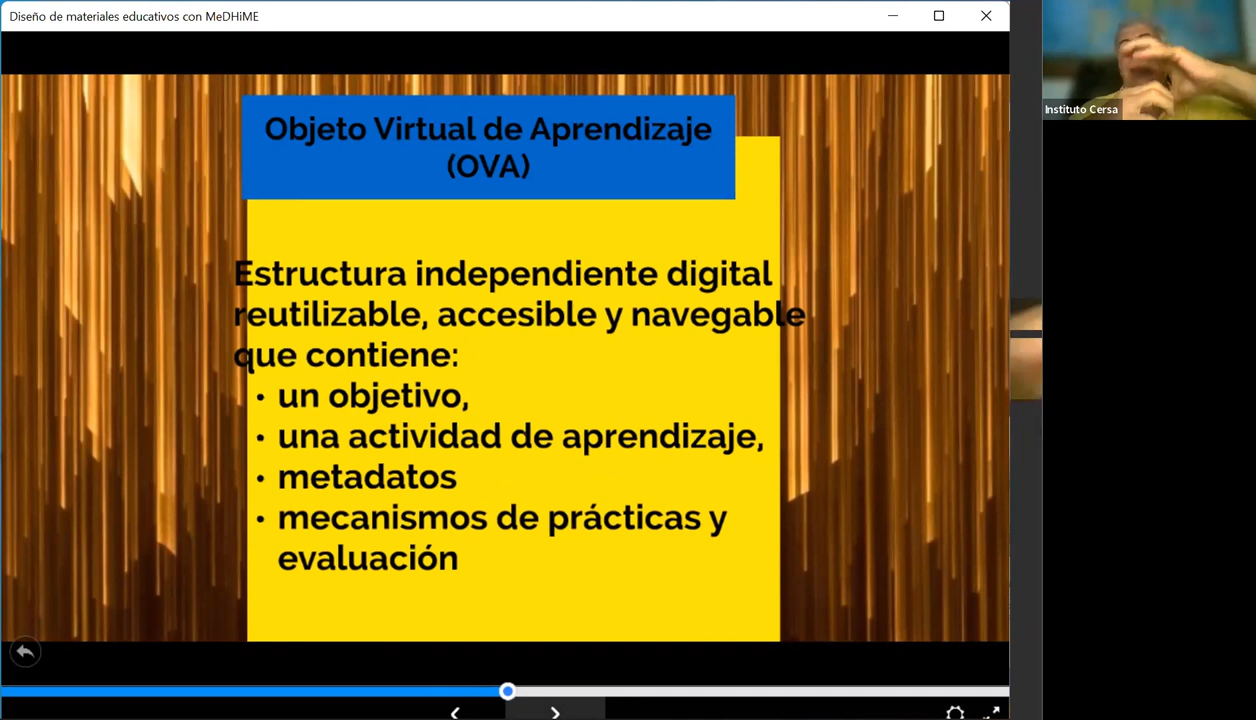 Diseño de materiales educativos con MeDHiME
Objeto Virtual de Aprendizaje
(OVA)
Estructura independiente digital
reutilizable, accesible y navegable
que contiene:
• un objetivo,
• una actividad de aprendizaje,
• metadatos
• mecanismos de prácticas y
evaluación
Instituto Cersa